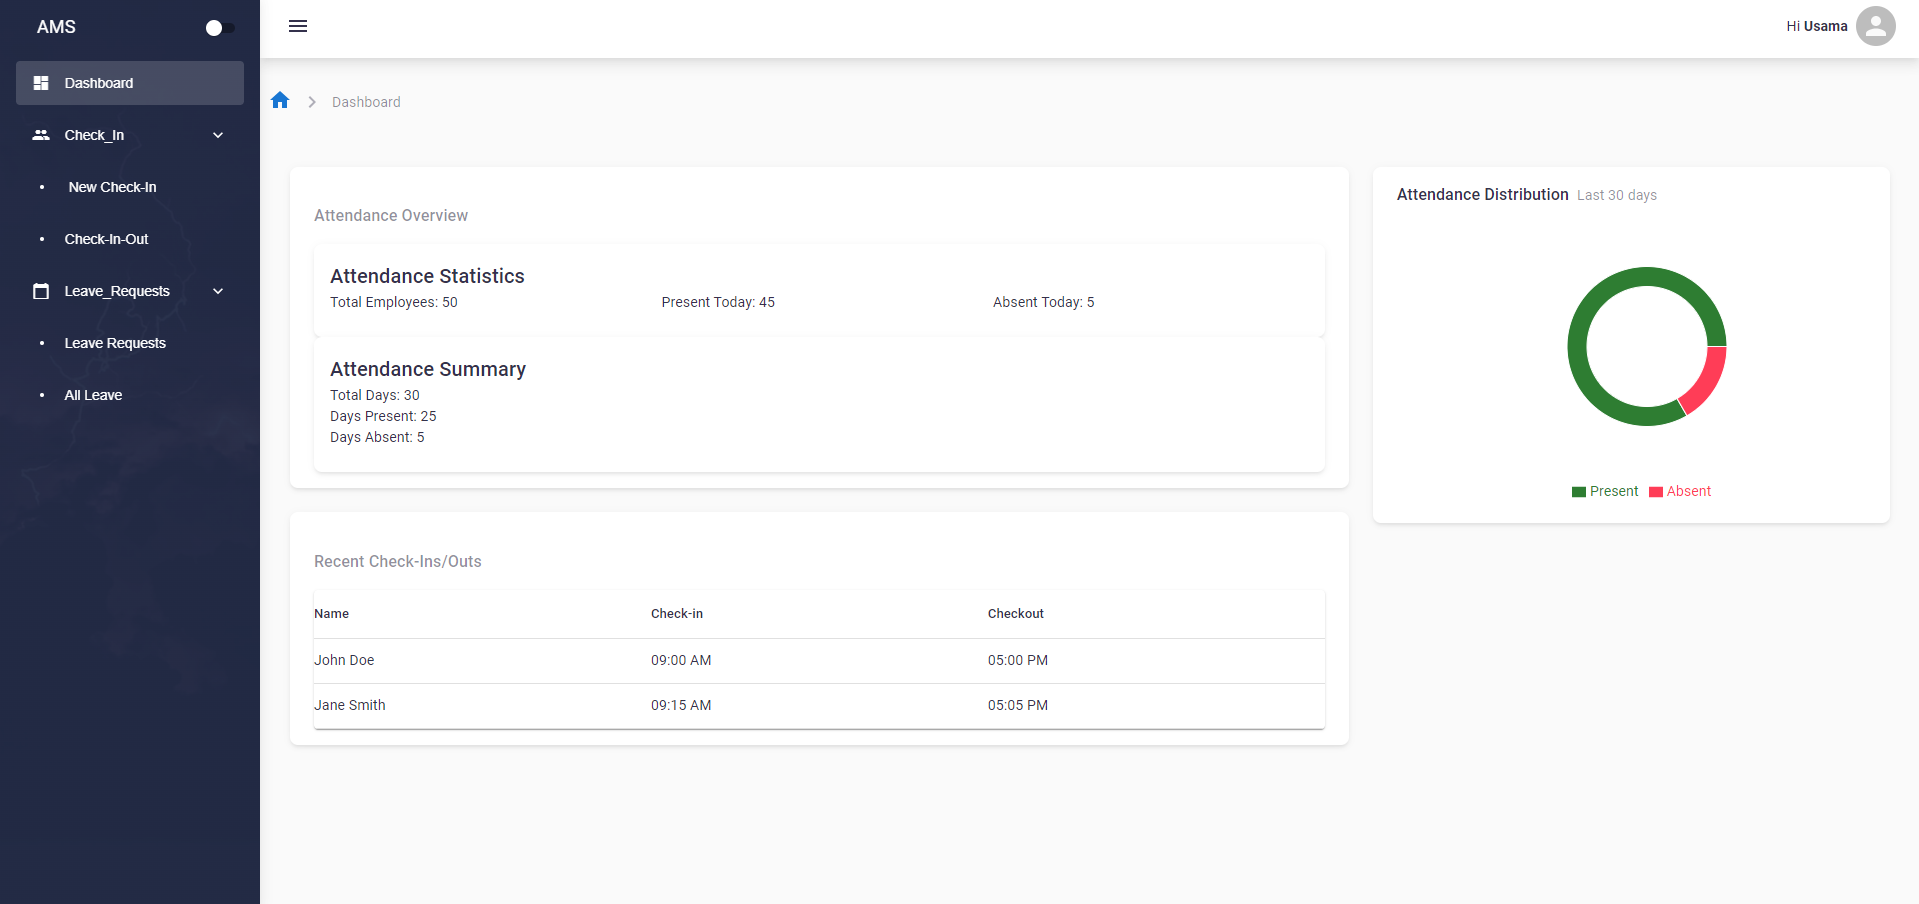 AMS
Dashboard
Check_In
New Check-In
Check-In-Out
Leave_Requests
Leave Requests
All Leave
Hi Usama
Dashboard
Attendance Overview
Attendance Statistics
Total Employees: 50 Present Today: 45 Absent Today: 5
Attendance Summary
Total Days: 30
Days Present: 25
Days Absent: 5
Attendance Distribution Last 30 days
Present Absent
Recent Check-Ins/Outs
Name Check-in Checkout
John Doe 09:00 AM 05:00 PM
Jane Smith 09:15 AM 05:05 PM